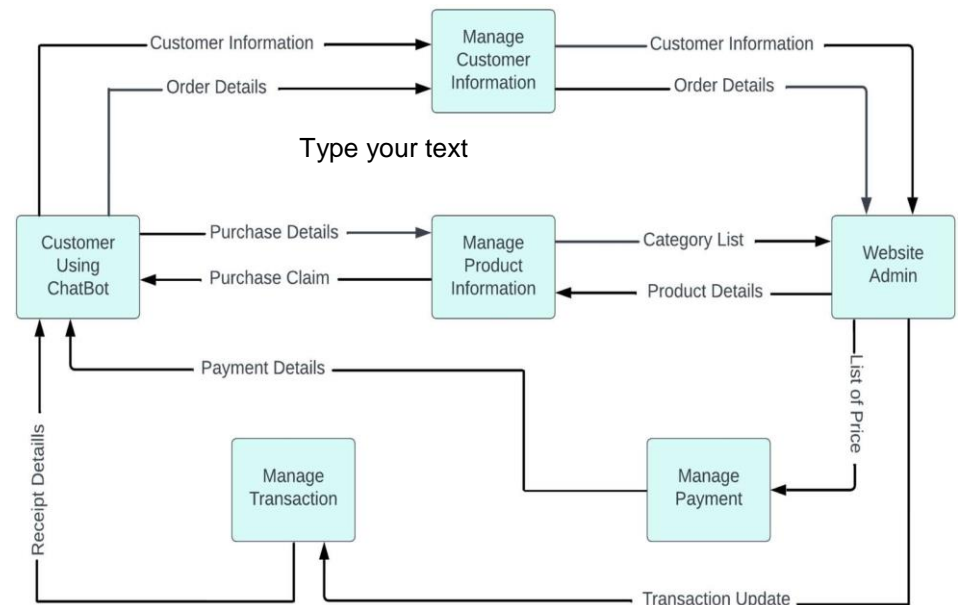 Customer Information
Manage
Customer
Information
Customer Information
Order Details
Order Details
Type your text
Customer
Using
ChatBot
Purchase Details
Purchase Claim
Manage
Product
Information
Category List
Product Details
Website
Admin
Payment Details
List of Price
Receipt Detaills
Manage
Transaction
Manage
Payment
Transaction Update